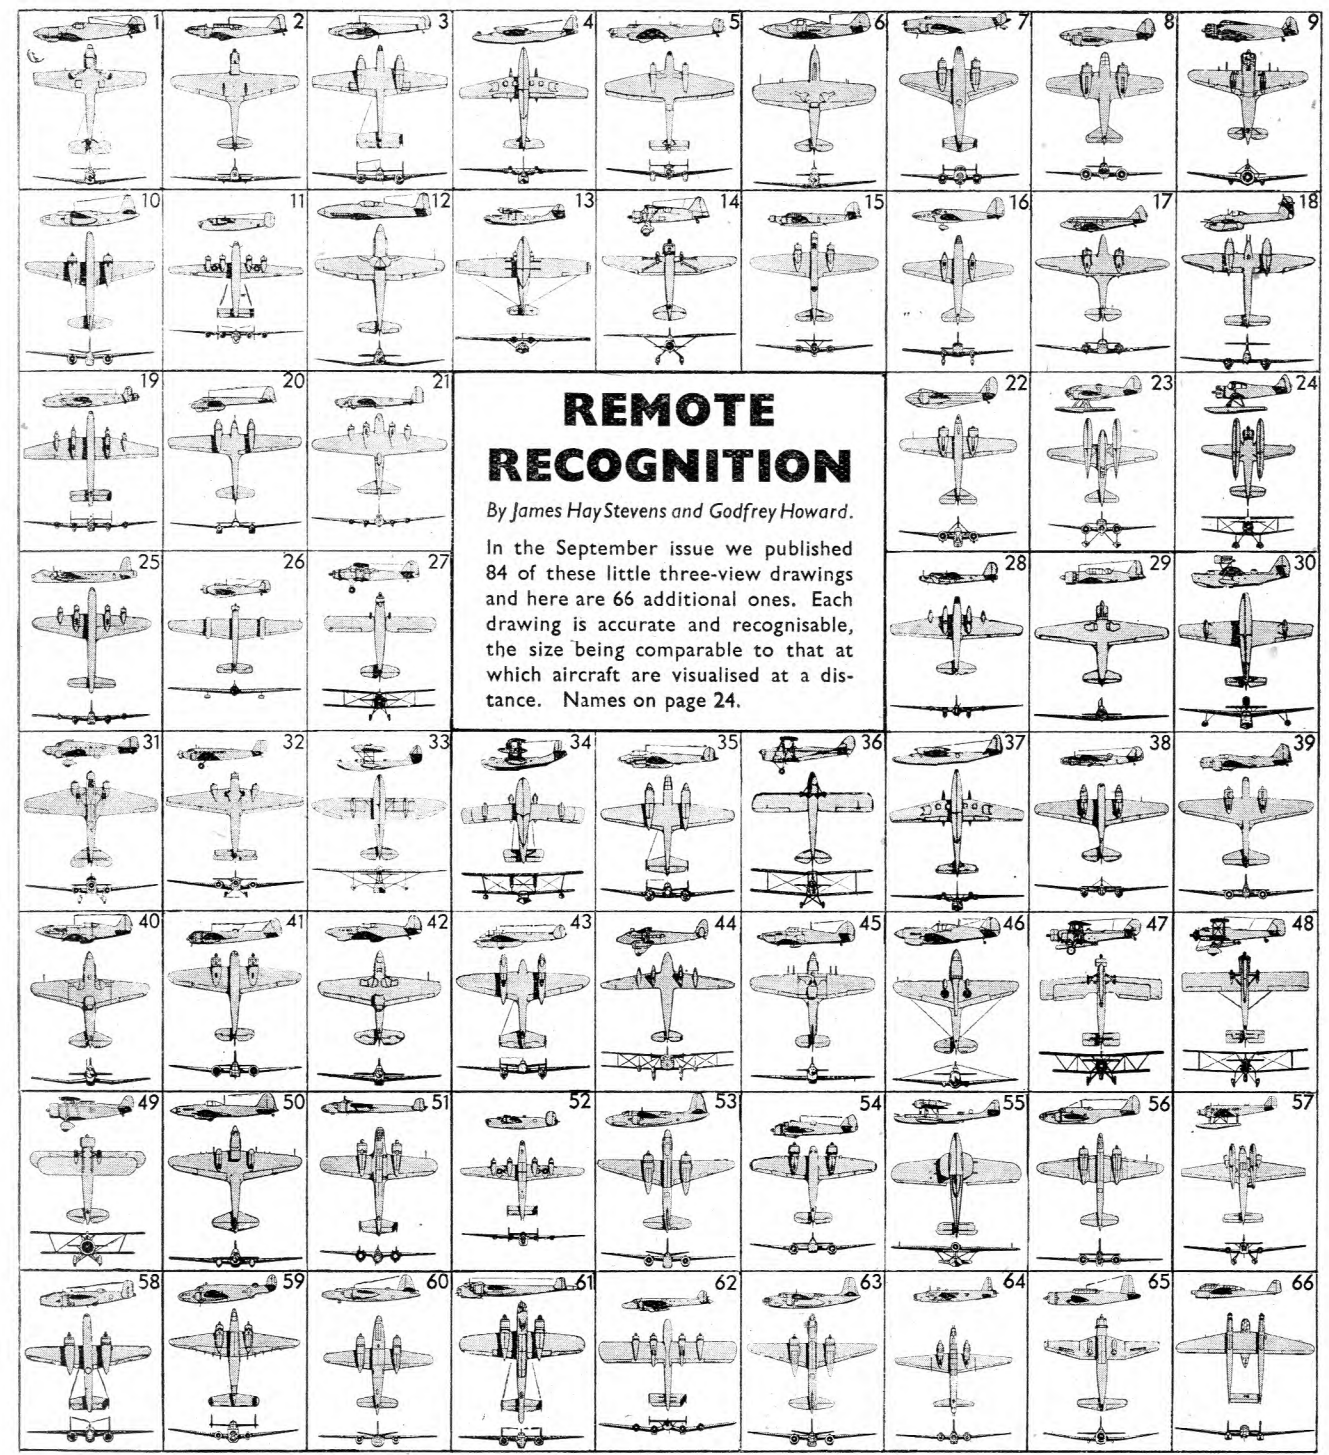 1 2 3 4 5 6 7 8 9
10 11 12 13 14 15 16 17 18
19 20 21
REMOTE
RECOGNITION
By James Hay Stevens and Godfrey Howard.
In the September issue we published
84 of these little three-view drawings
and here are 66 additional ones. Each
drawing is accurate and recognisable,
the size being comparable to that at
which aircraft are visualised at a dis-
tance. Names on page 24.
22 23 24
25 26 27
28 29 30
31 32 33 34 35 36 37 38 39
40 41 42 43 44 45 46 47 48
49 50 51 52 53 54 55 56 57
58 59 60 61 62 63 64 65 66